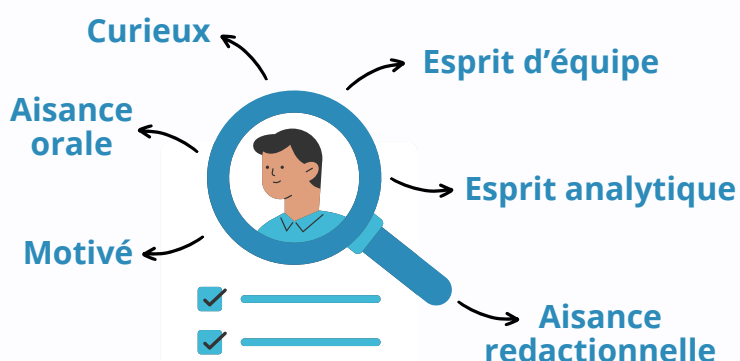 Curieux
Esprit d’équipe
Aisance
orale
Esprit analytique
Motivé
Aisance
redactionnelle